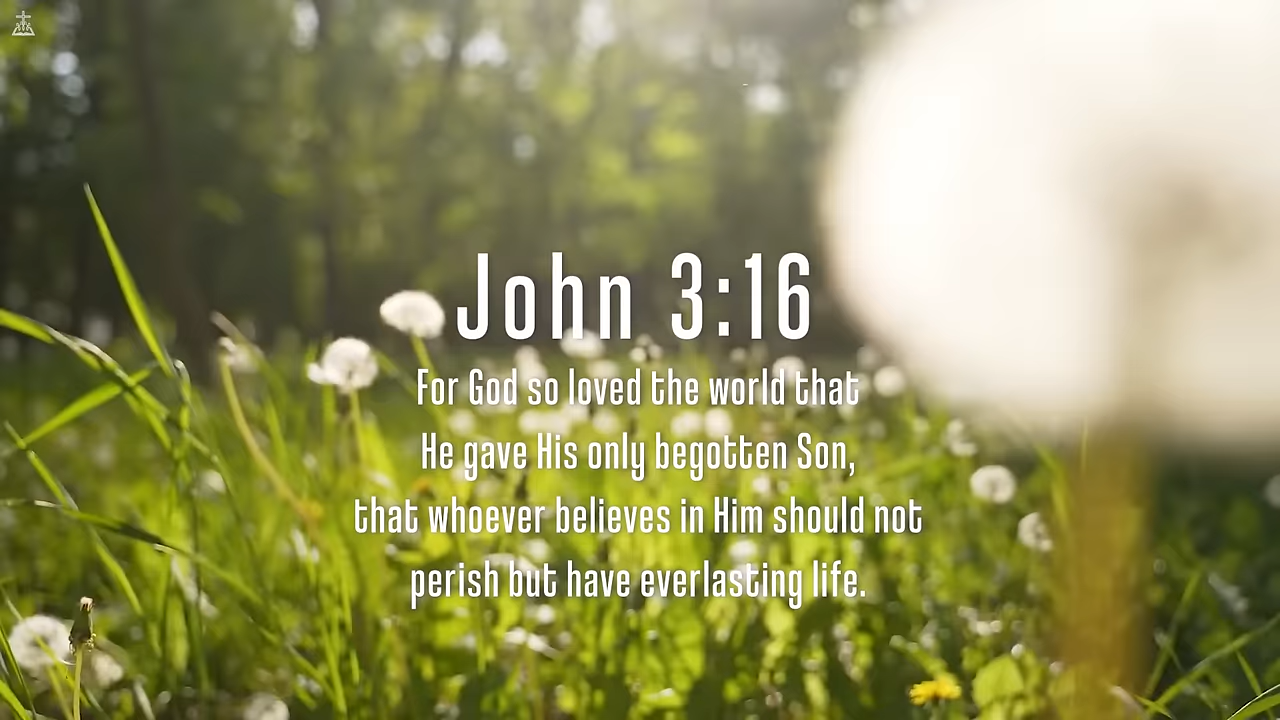 John 3:16
For God so loved the world that
He gave His only begotten Son,
that whoever believes in Him should not
perish but have everlasting life.